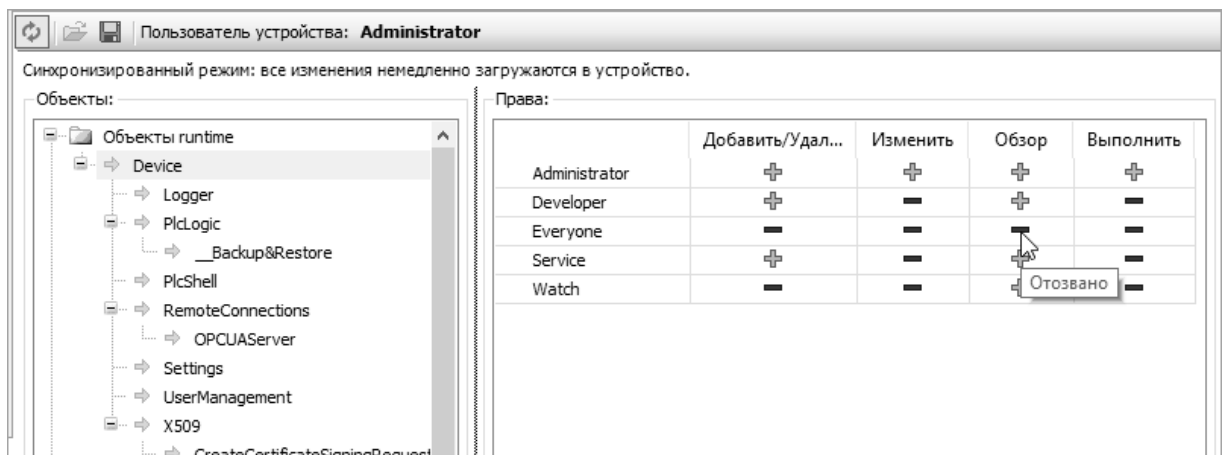 Пользователь устройства: Administrator
Синхронизированный режим: все изменения немедленно загружаются в устройство.
Объекты:
Объекты runtime
Device
Logger
PlcLogic
__Backup&Restore
PlcShell
RemoteConnections
OPCUAServer
Settings
UserManagement
X509
CreateCertificateSigningRequest
Права:
Добавить/Удал... Изменить Обзор Выполнить
Administrator
Developer
Everyone
Service
Watch
Отозвано